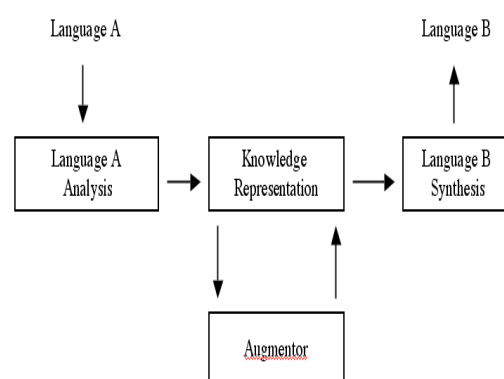 Language A
Language B
Language A
Analysis
Knowledge
Representation
Language B
Synthesis
Augmentor